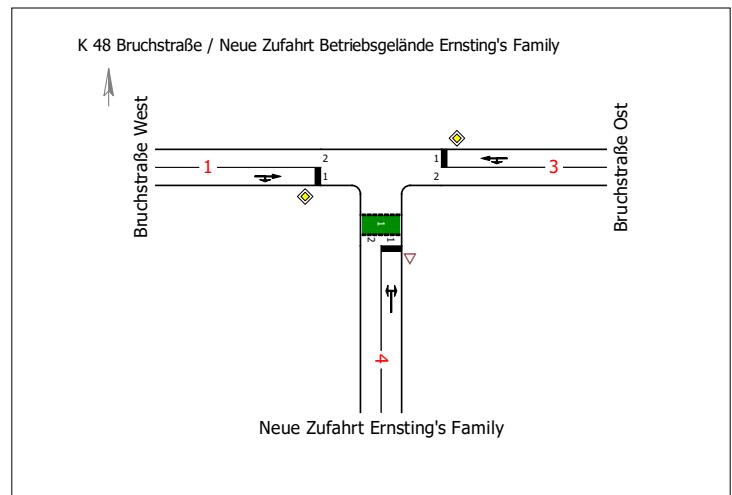 K 48 Bruchstraße / Neue Zufahrt Betriebsgelände Ernsting's Family
Bruchstraße West
Bruchstraße Ost
1
2
1
1
2
3
1
2
1
4
Neue Zufahrt Ernsting's Family